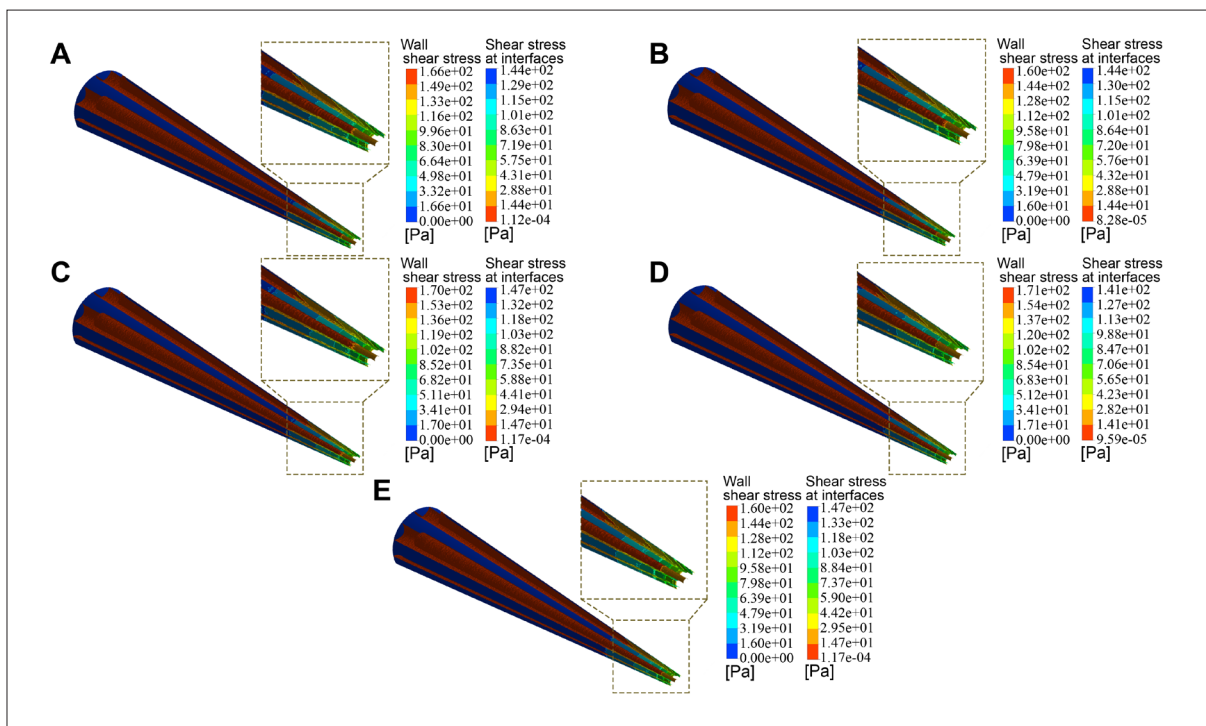 A
Wall
shear stress
1.66e+02
1.49e+02
1.33e+02
1.16e+02
9.96e+01
8.30e+01
6.64e+01
4.98e+01
3.32e+01
1.66e+01
0.00e+00
[Pa]
Shear stress
at interfaces
1.44e+02
1.29e+02
1.15e+02
1.01e+02
8.63e+01
7.19e+01
5.75e+01
4.31e+01
2.88e+01
1.44e+01
1.12e-04
[Pa]
B
Wall
shear stress
1.60e+02
1.44e+02
1.28e+02
1.12e+02
9.58e+01
7.98e+01
6.39e+01
4.79e+01
3.19e+01
1.60e+01
0.00e+00
[Pa]
Shear stress
at interfaces
1.44e+02
1.30e+02
1.15e+02
1.01e+02
8.64e+01
7.20e+01
5.76e+01
4.32e+01
2.88e+01
1.44e+01
8.28e-05
[Pa]
C
Wall
shear stress
1.70e+02
1.53e+02
1.36e+02
1.19e+02
1.02e+02
8.52e+01
6.82e+01
5.11e+01
3.41e+01
1.70e+01
0.00e+00
[Pa]
Shear stress
at interfaces
1.47e+02
1.32e+02
1.18e+02
1.03e+02
8.82e+01
7.35e+01
5.88e+01
4.41e+01
2.94e+01
1.47e+01
1.17e-04
[Pa]
D
Wall
shear stress
1.71e+02
1.54e+02
1.37e+02
1.20e+02
1.02e+02
8.54e+01
6.83e+01
5.12e+01
3.41e+01
1.71e+01
0.00e+00
[Pa]
Shear stress
at interfaces
1.41e+02
1.27e+02
1.13e+02
9.88e+01
8.47e+01
7.06e+01
5.65e+01
4.23e+01
2.82e+01
1.41e+01
9.59e-05
[Pa]
E
Wall
shear stress
1.60e+02
1.44e+02
1.28e+02
1.12e+02
9.58e+01
7.98e+01
6.39e+01
4.79e+01
3.19e+01
1.60e+01
0.00e+00
[Pa]
Shear stress
at interfaces
1.47e+02
1.33e+02
1.18e+02
1.03e+02
8.84e+01
7.37e+01
5.90e+01
4.42e+01
2.95e+01
1.47e+01
1.17e-04
[Pa]